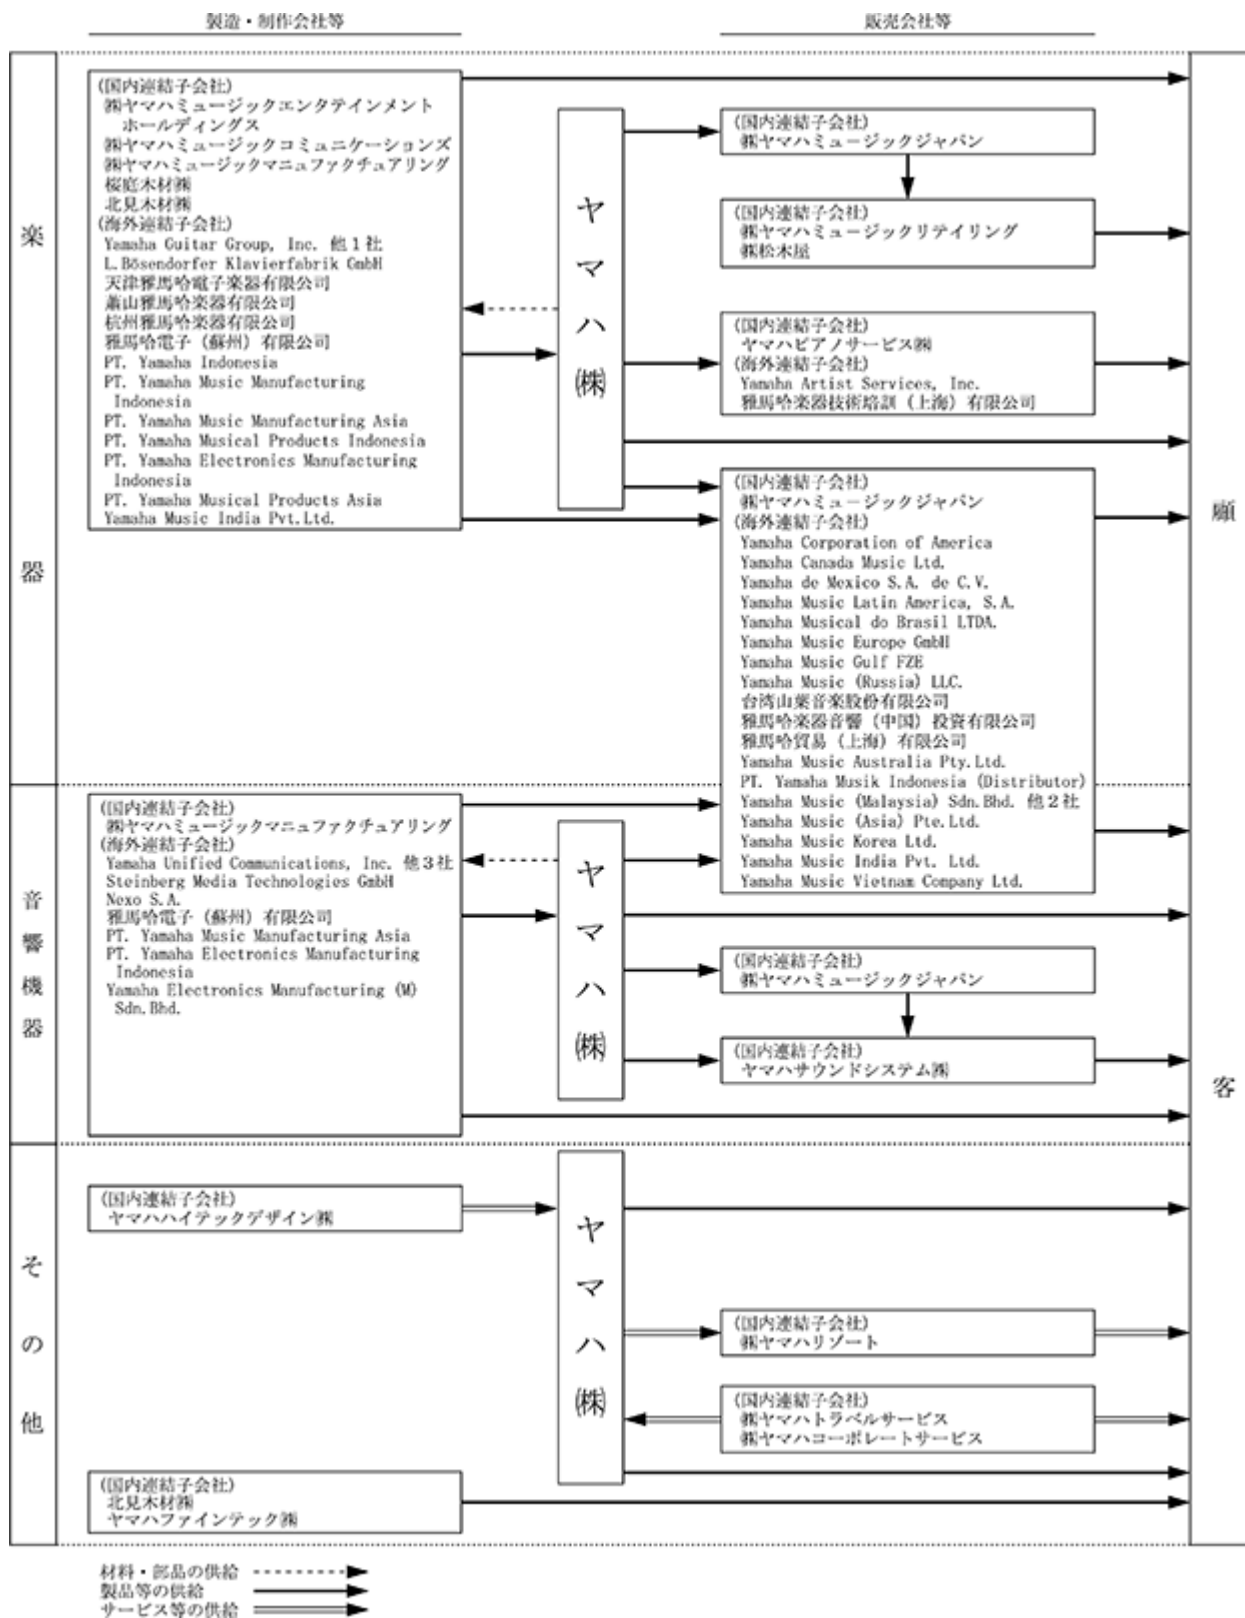 製造・制作会社等
販売会社等
楽器
(国内連結子会社)
㈱ヤマハミュージックエンタテインメント
ホールディングス
㈱ヤマハミュージックコミュニケーションズ
㈱ヤマハミュージックマニュファクチュアリング
桜庭木材㈱
北見木材㈱
(海外連結子会社)
Yamaha Guitar Group, Inc. 他１社
L.Bösendorfer Klavierfabrik GmbH
天津雅馬哈電子楽器有限公司
蕭山雅馬哈楽器有限公司
杭州雅馬哈楽器有限公司
雅馬哈電子（蘇州）有限公司
PT. Yamaha Indonesia
PT. Yamaha Music Manufacturing
Indonesia
PT. Yamaha Music Manufacturing Asia
PT. Yamaha Musical Products Indonesia
PT. Yamaha Electronics Manufacturing
Indonesia
PT. Yamaha Musical Products Asia
Yamaha Music India Pvt.Ltd.
ヤマハ㈱
(国内連結子会社)
㈱ヤマハミュージックジャパン
(国内連結子会社)
㈱ヤマハミュージックリテイリング
㈱松木屋
(国内連結子会社)
ヤマハピアノサービス㈱
(海外連結子会社)
Yamaha Artist Services, Inc.
雅馬哈楽器技術培訓（上海）有限公司
(国内連結子会社)
㈱ヤマハミュージックジャパン
(海外連結子会社)
Yamaha Corporation of America
Yamaha Canada Music Ltd.
Yamaha de Mexico S.A. de C.V.
Yamaha Music Latin America, S.A.
Yamaha Musical do Brasil LTDA.
Yamaha Music Europe GmbH
Yamaha Music Gulf FZE
Yamaha Music (Russia) LLC.
台湾山葉音楽股份有限公司
雅馬哈楽器音響（中国）投資有限公司
雅馬哈貿易（上海）有限公司
Yamaha Music Australia Pty.Ltd.
PT. Yamaha Musik Indonesia (Distributor)
Yamaha Music (Malaysia) Sdn.Bhd. 他２社
Yamaha Music (Asia) Pte.Ltd.
Yamaha Music Korea Ltd.
Yamaha Music India Pvt. Ltd.
Yamaha Music Vietnam Company Ltd.
顧客
音響機器
(国内連結子会社)
㈱ヤマハミュージックマニュファクチュアリング
(海外連結子会社)
Yamaha Unified Communications, Inc. 他３社
Steinberg Media Technologies GmbH
Nexo S.A.
雅馬哈電子（蘇州）有限公司
PT. Yamaha Music Manufacturing Asia
PT. Yamaha Electronics Manufacturing
Indonesia
Yamaha Electronics Manufacturing (M)
Sdn.Bhd.
ヤマハ㈱
(国内連結子会社)
㈱ヤマハミュージックジャパン
(国内連結子会社)
ヤマハサウンドシステム㈱
その他
(国内連結子会社)
ヤマハハイテックデザイン㈱
ヤマハ㈱
(国内連結子会社)
㈱ヤマハリゾート
(国内連結子会社)
㈱ヤマハトラベルサービス
㈱ヤマハコーポレートサービス
(国内連結子会社)
北見木材㈱
ヤマハファインテック㈱
材料・部品の供給
製品等の供給
サービス等の供給